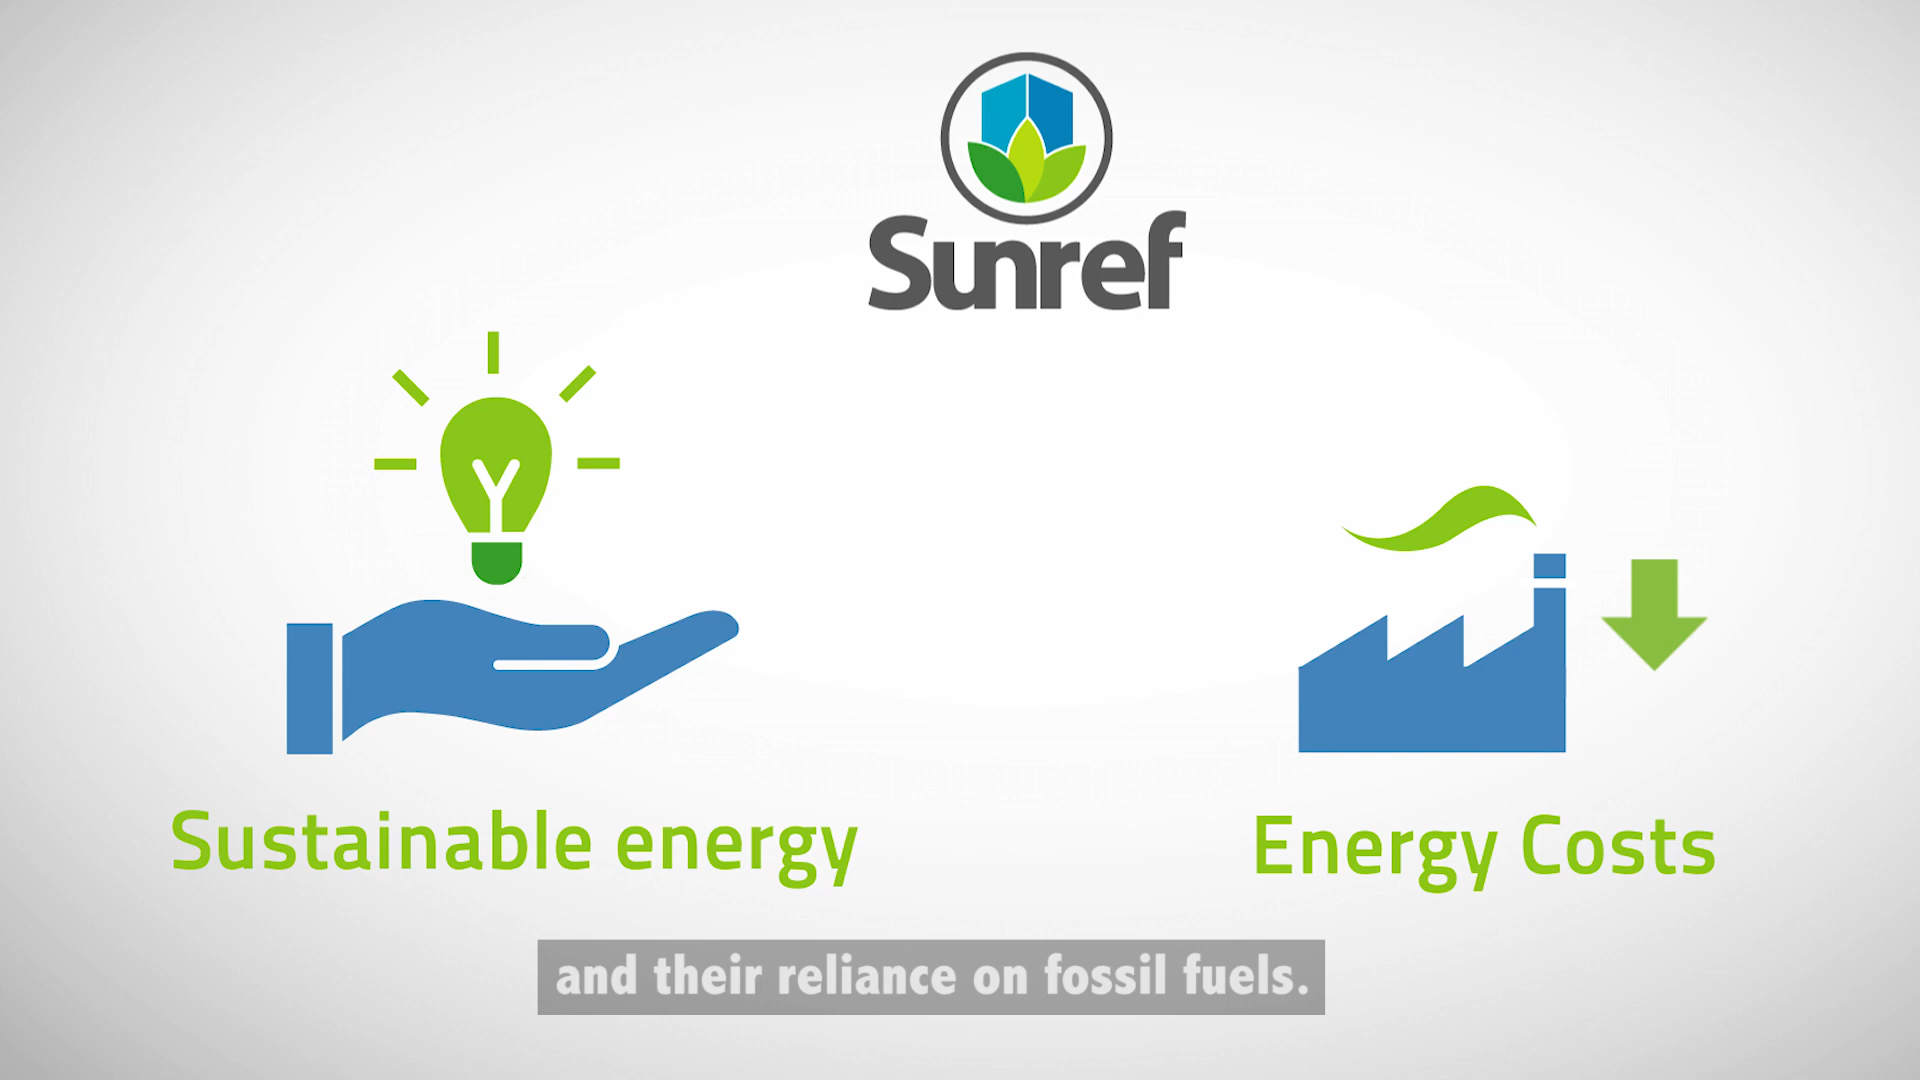 Sunref
Sustainable energy
Energy Costs
and their reliance on fossil fuels.